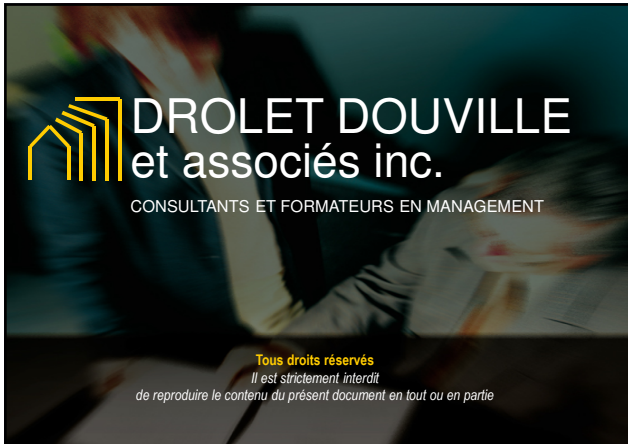 DROLET DOUVILLE
et associés inc.
CONSULTANTS ET FORMATEURS EN MANAGEMENT
Tous droits réservés
Il est strictement interdit
de reproduire le contenu du présent document en tout ou en partie